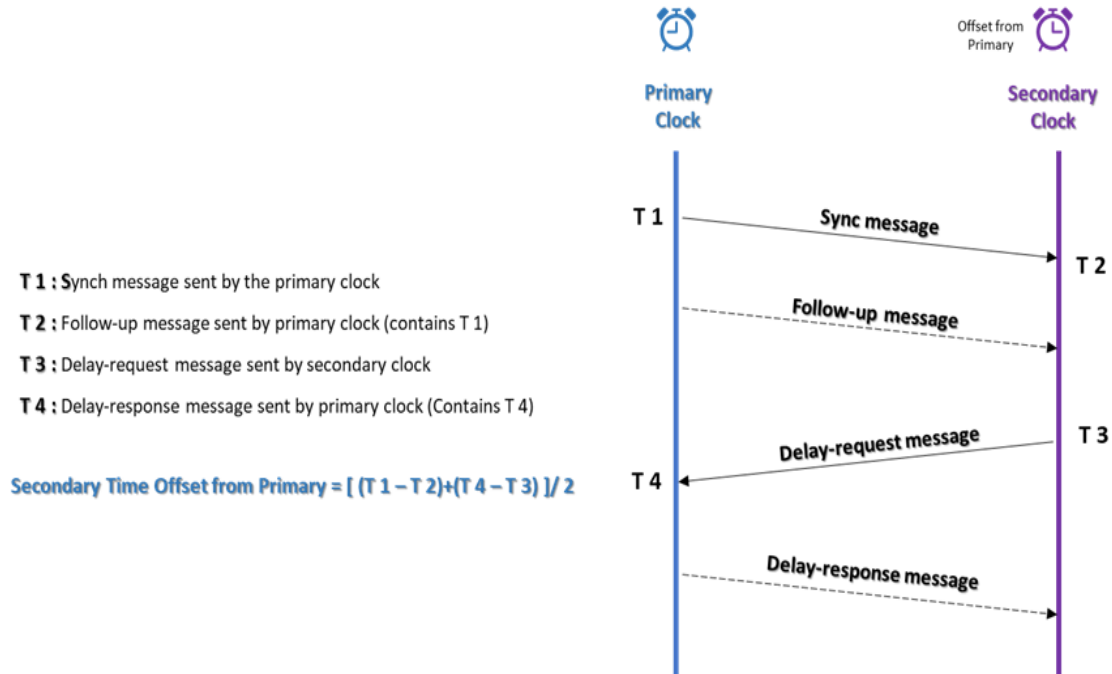 Offset from
Primary
Primary
Clock
Secondary
Clock
T 1
Sync message
T 2
Follow-up message
T 1 : Synch message sent by the primary clock
T 2 : Follow-up message sent by primary clock (contains T 1)
T 3 : Delay-request message sent by secondary clock
T 4 : Delay-response message sent by primary clock (Contains T 4)
Secondary Time Offset from Primary = [ (T 1 – T 2)+(T 4 – T 3) ]/ 2
Delay-request message
T 3
T 4
Delay-response message